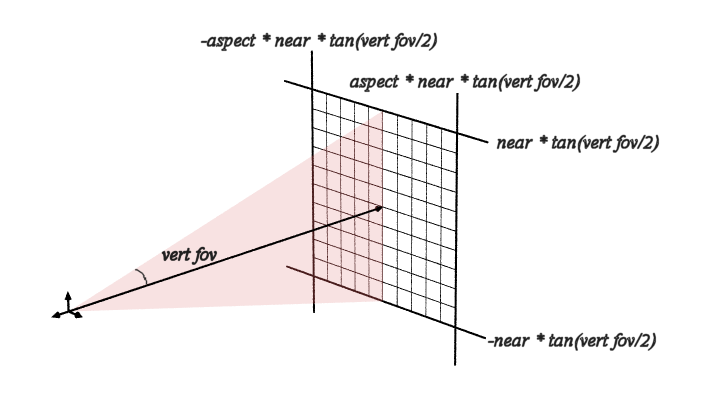 -aspect * near * tan(vert fov/2)
aspect * near * tan(vert fov/2)
near * tan(vert fov/2)
vert fov
-near * tan(vert fov/2)